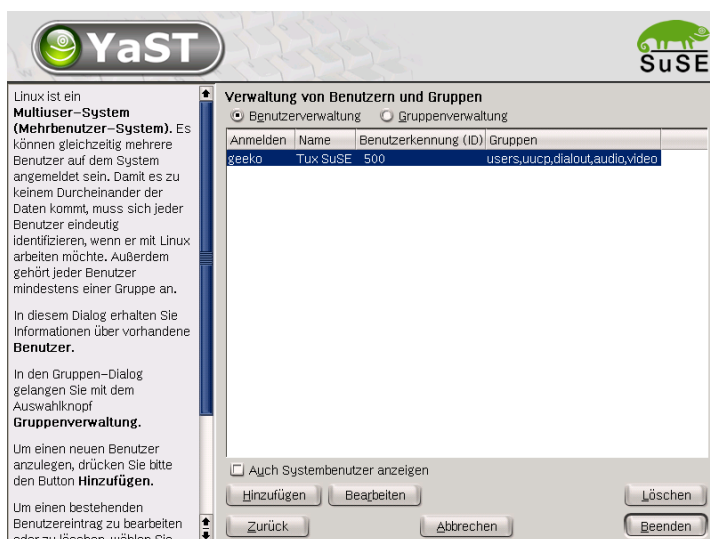 YaST
SuSE
Linux ist ein
Multiuser-System
(Mehrbenutzer-System). Es
können gleichzeitig mehrere
Benutzer auf dem System
angemeldet sein. Damit es zu
keinem Durcheinander der
Daten kommt, muss sich jeder
Benutzer eindeutig
identifizieren, wenn er mit Linux
arbeiten möchte. Außerdem
gehört jeder Benutzer
mindestens einer Gruppe an.
In diesem Dialog erhalten Sie
Informationen über vorhandene
Benutzer.
In den Gruppen-Dialog
gelangen Sie mit dem
Auswahlknopf
Gruppenverwaltung.
Um einen neuen Benutzer
anzulegen, drücken Sie bitte
den Button Hinzufügen.
Um einen bestehenden
Benutzereintrag zu bearbeiten
oder zu löschen, wählen Sie
Verwaltung von Benutzern und Gruppen
Benutzerverwaltung Gruppenverwaltung
Anmelden Name Benutzerkennung (ID) Gruppen
geeko Tux SuSE 500 users,uucp,dialout,audio,video
Auch Systembenutzer anzeigen
Hinzufügen Bearbeiten Löschen
Zurück Abbrechen Beenden